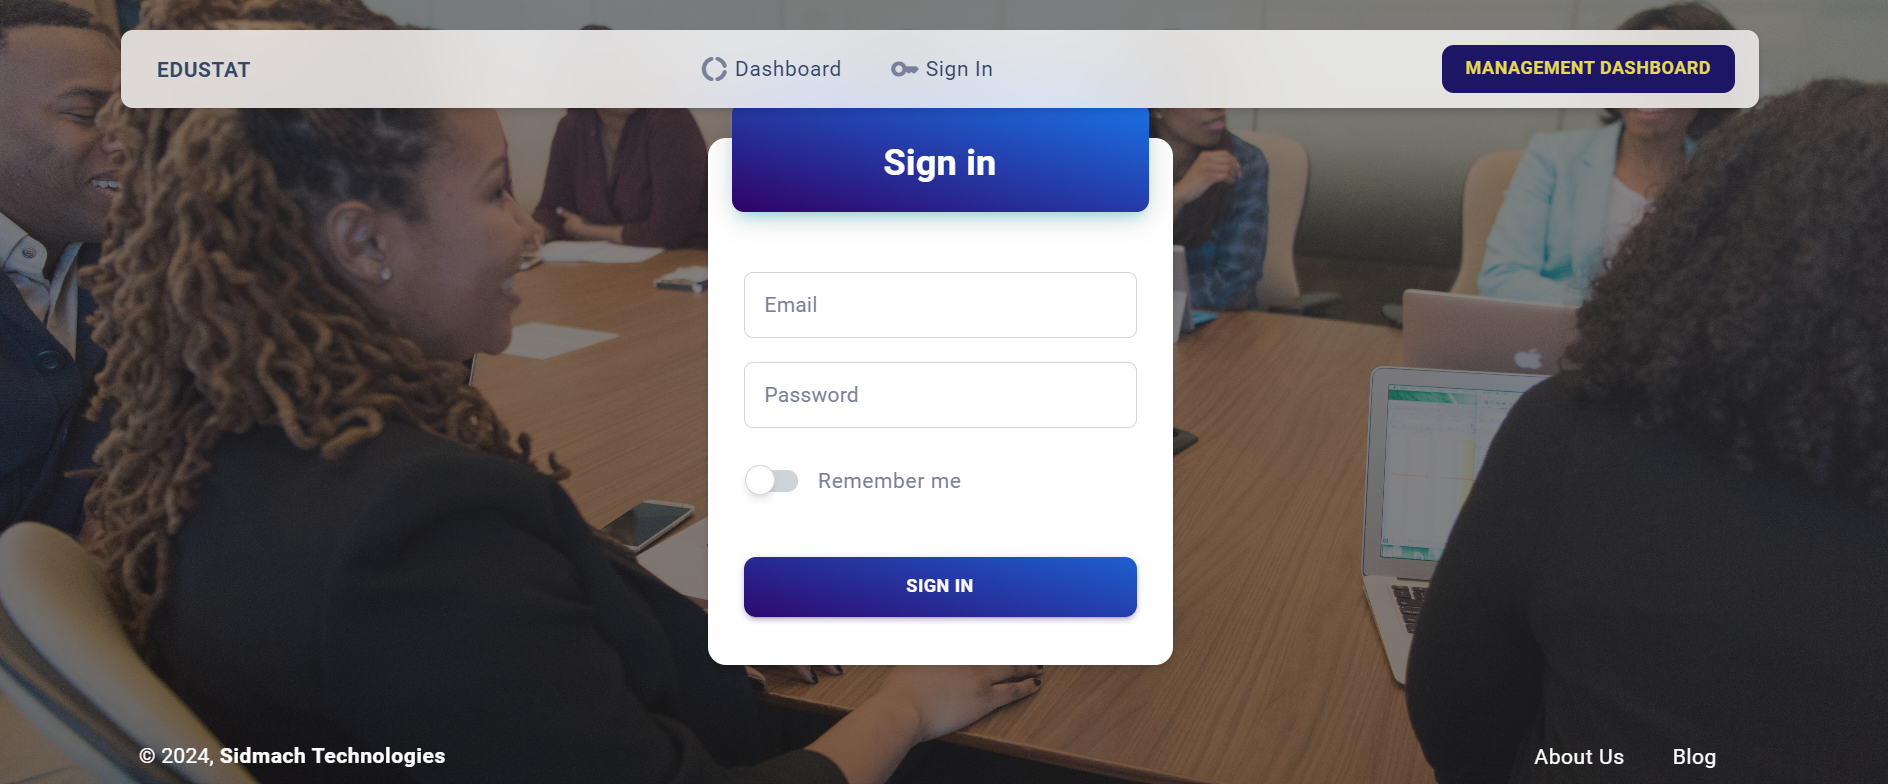 EDUSTAT
Dashboard
Sign In
MANAGEMENT DASHBOARD
Sign in
Email
Password
Remember me
SIGN IN
© 2024, Sidmach Technologies
About Us
Blog